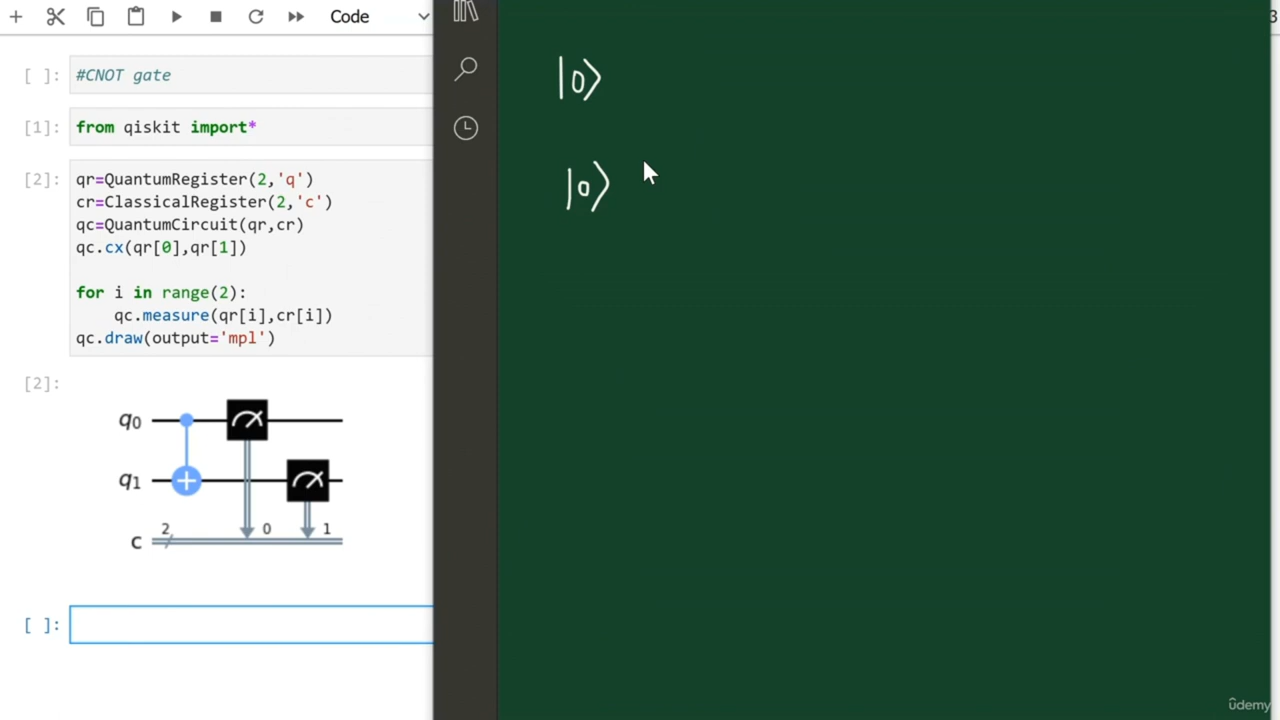 Code
3
[ ]: #CNOT gate
[1]: from qiskit import*
[2]: qr=QuantumRegister(2,'q')
cr=ClassicalRegister(2,'c')
qc=QuantumCircuit(qr,cr)
qc.cx(qr[0],qr[1])
for i in range(2):
qc.measure(qr[i],cr[i])
qc.draw(output='mpl')
[2]:
q0
q1
2 0 1
c
[ ]:
|0⟩
|0⟩
ûdemy